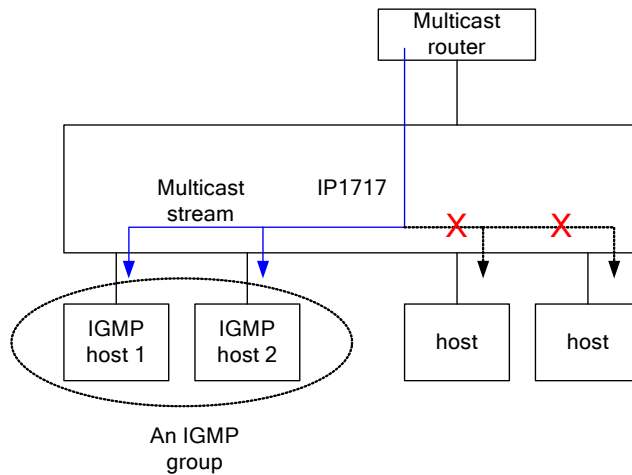 Multicast
router
IP1717
Multicast
stream
IGMP
host 1
IGMP
host 2
host
host
An IGMP
group